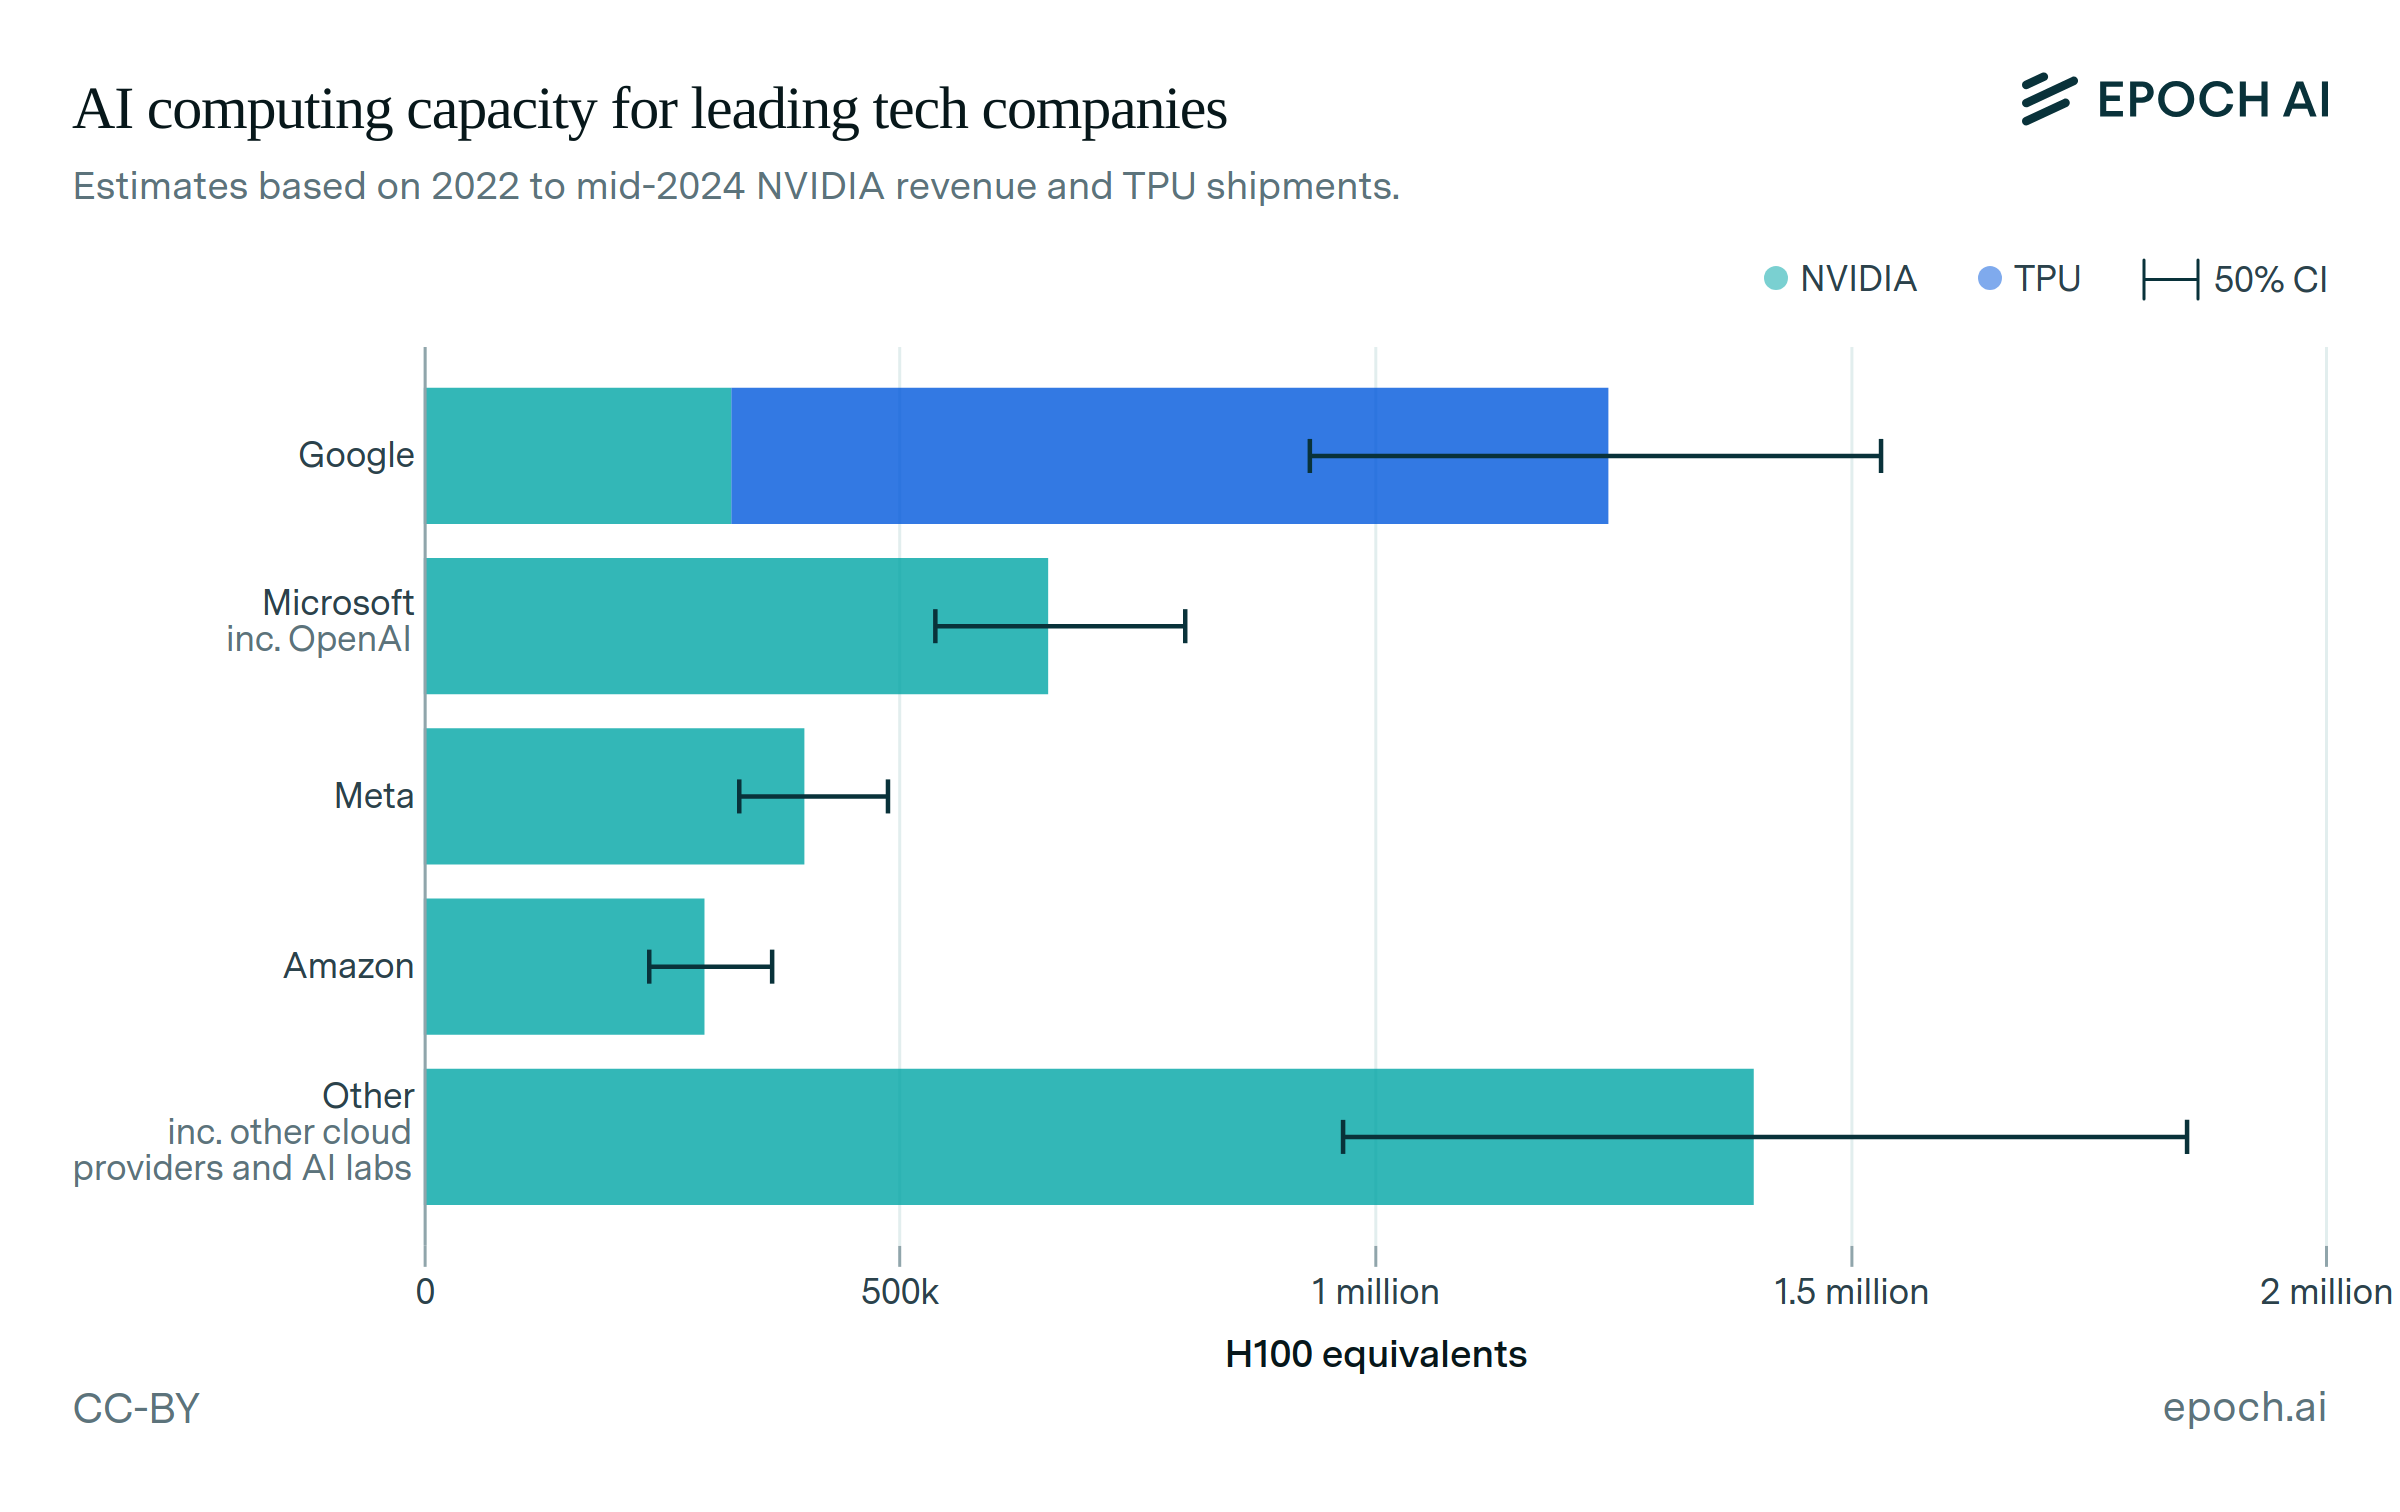 AI computing capacity for leading tech companies
EPOCH AI
Estimates based on 2022 to mid-2024 NVIDIA revenue and TPU shipments.
NVIDIA
TPU
50% CI
Google
Microsoft
inc. OpenAI
Meta
Amazon
Other
inc. other cloud
providers and AI labs
0
500k
1 million
1.5 million
2 million
H100 equivalents
CC-BY
epoch.ai